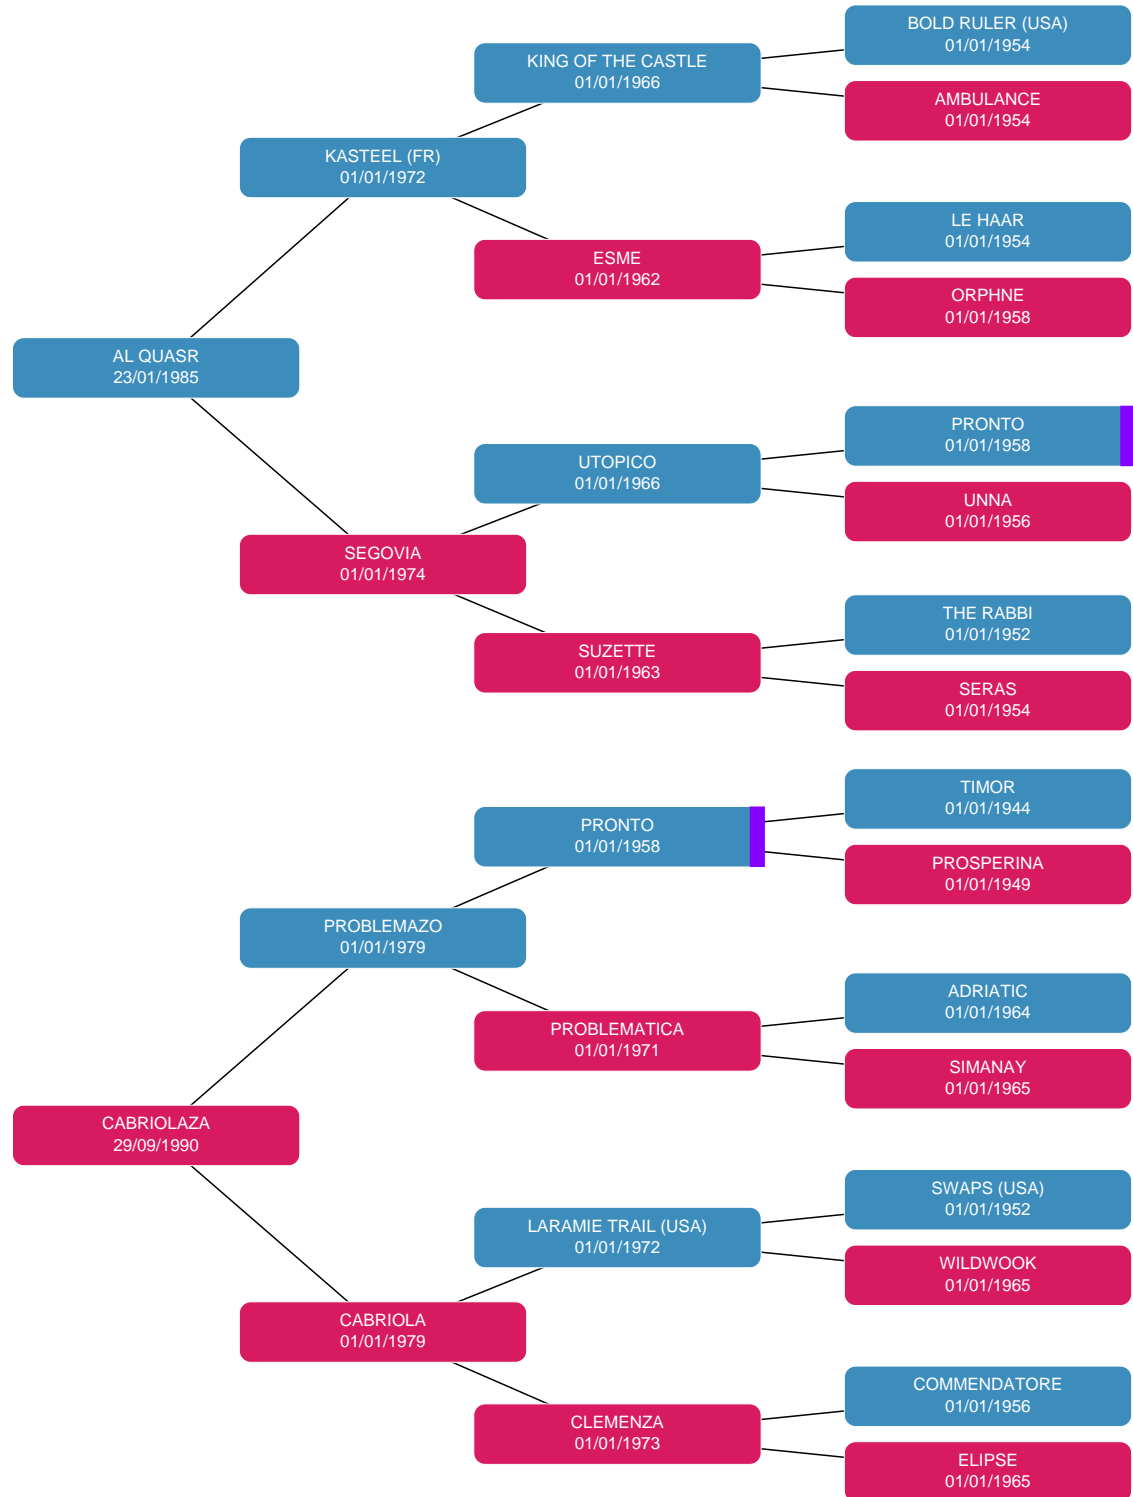 BOLD RULER (USA)
01/01/1954
KING OF THE CASTLE
01/01/1966
AMBULANCE
01/01/1954
KASTEEL (FR)
01/01/1972
LE HAAR
01/01/1954
ESME
01/01/1962
ORPHNE
01/01/1958
AL QUASR
23/01/1985
PRONTO
01/01/1958
UTOPICO
01/01/1966
UNNA
01/01/1956
SEGOVIA
01/01/1974
THE RABBI
01/01/1952
SUZETTE
01/01/1963
SERAS
01/01/1954
TIMOR
01/01/1944
PRONTO
01/01/1958
PROSPERINA
01/01/1949
PROBLEMAZO
01/01/1979
ADRIATIC
01/01/1964
PROBLEMATICA
01/01/1971
SIMANAY
01/01/1965
CABRIOLAZA
29/09/1990
SWAPS (USA)
01/01/1952
LARAMIE TRAIL (USA)
01/01/1972
WILDWOOK
01/01/1965
CABRIOLA
01/01/1979
COMMENDATORE
01/01/1956
CLEMENZA
01/01/1973
ELIPSE
01/01/1965